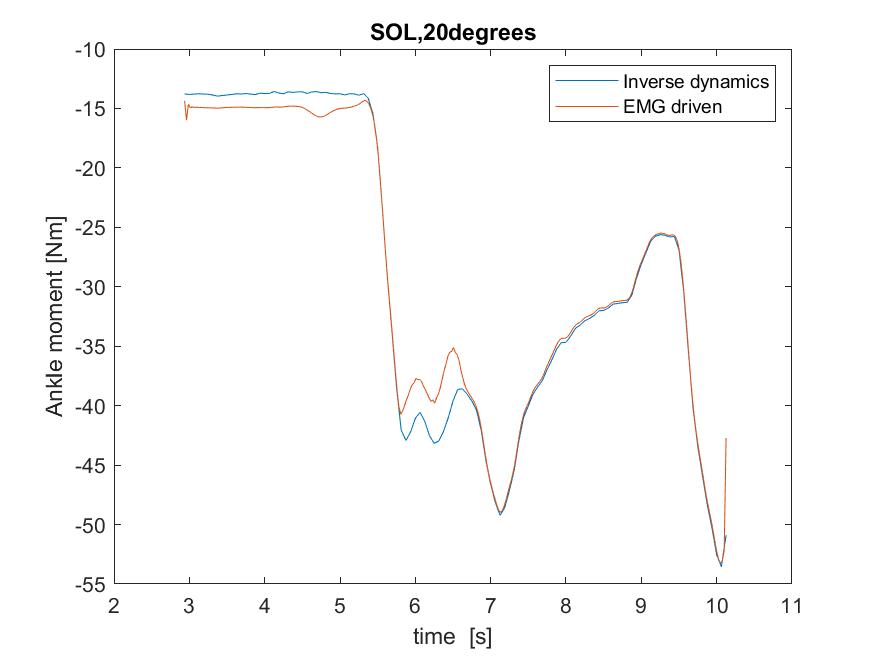 SOL,20degrees
Inverse dynamics
EMG driven
-10
-15
-20
-25
-30
-35
-40
-45
-50
-55
Ankle moment [Nm]
2 3 4 5 6 7 8 9 10 11
time [s]